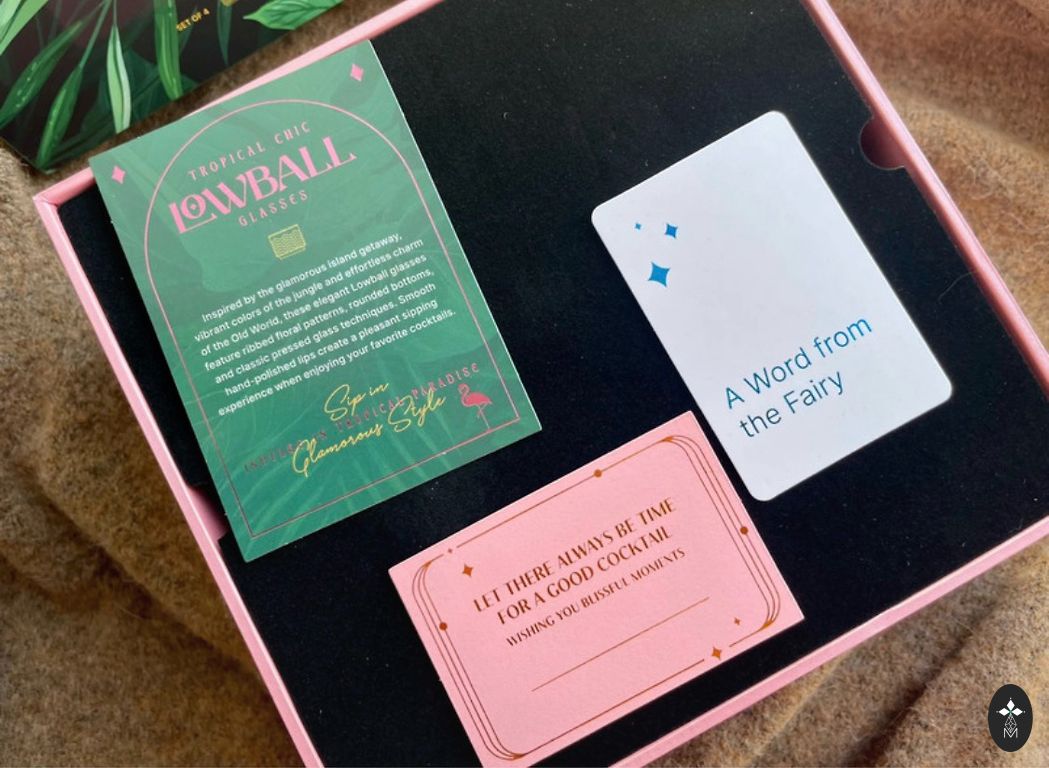 SET OF 4
TROPICAL CHIC
LOWBALL
GLASSES
Inspired by the glamorous island getaway,
vibrant colors of the jungle and effortless charm
of the Old World, these elegant Lowball glasses
feature ribbed floral patterns, rounded bottoms,
and classic pressed glass techniques. Smooth
hand-polished lips create a pleasant sipping
experience when enjoying your favorite cocktails.
Sip in
TROPICAL PARADISE
Glamorous Style
A Word from
the Fairy
LET THERE ALWAYS BE TIME
FOR A GOOD COCKTAIL
WISHING YOU BLISSFUL MOMENTS
M